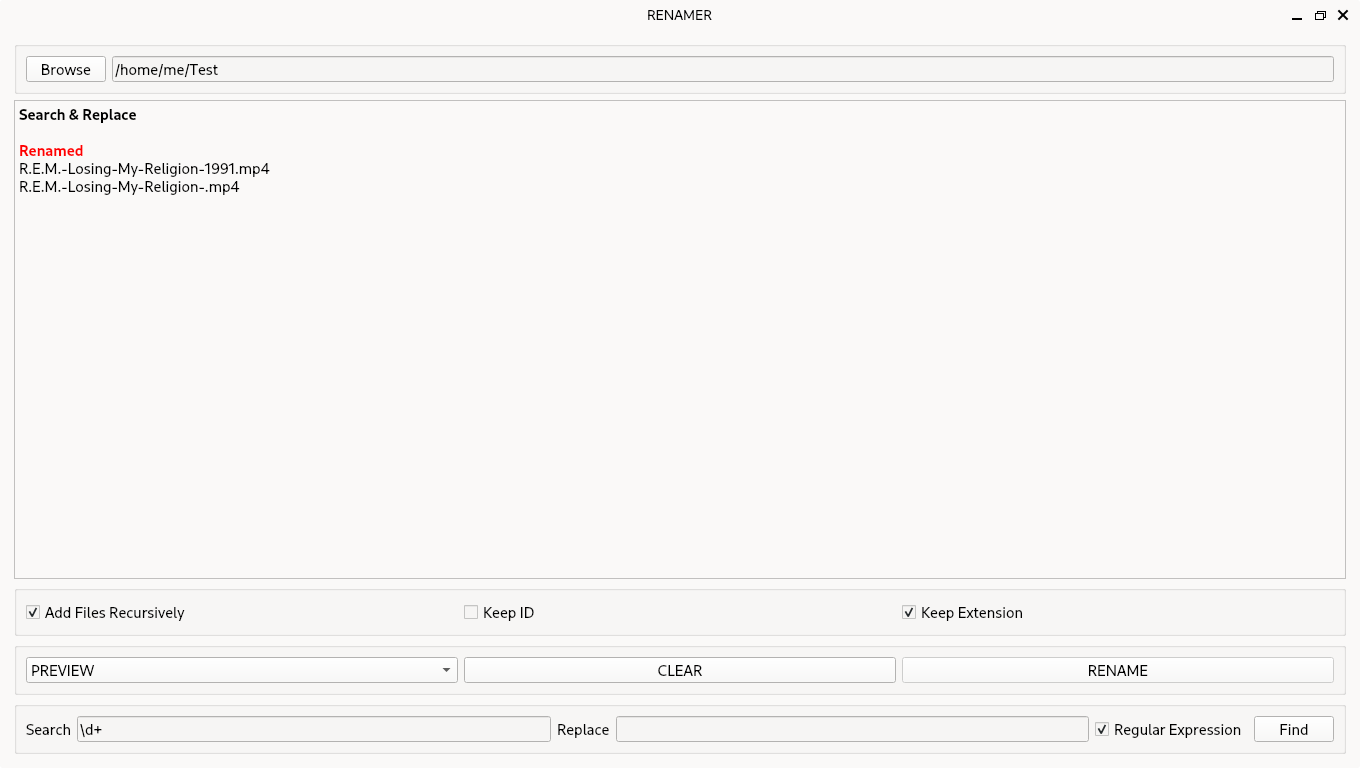 RENAMER
Browse /home/me/Test
Search & Replace
Renamed
R.E.M.-Losing-My-Religion-1991.mp4
R.E.M.-Losing-My-Religion-.mp4
Add Files Recursively Keep ID Keep Extension
PREVIEW CLEAR RENAME
Search \d+ Replace Regular Expression Find